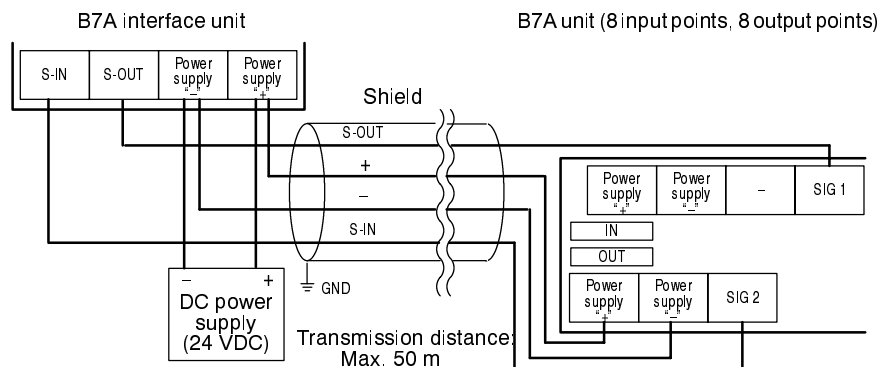 B7A interface unit
B7A unit (8 input points, 8 output points)
S-IN
S-OUT
Power
supply
"–"
Power
supply
"+"
Shield
S-OUT
+
–
S-IN
GND
–
+
DC power
supply
(24 VDC)
Transmission distance:
Max. 50 m
Power
supply
"+"
Power
supply
"–"
–
SIG 1
IN
OUT
Power
supply
"+"
Power
supply
"–"
SIG 2